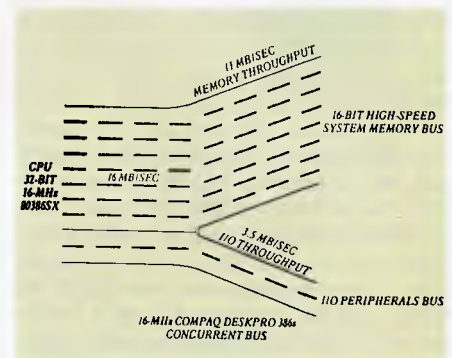 11 MB/SEC
MEMORY THROUGHPUT
16-BIT HIGH-SPEED
SYSTEM MEMORY BUS
CPU
32-BIT
16-MHz
80386SX
16 MB/SEC
3.5 MB/SEC
I/O THROUGHPUT
I/O PERIPHERALS BUS
16-MHz COMPAQ DESKPRO 386s
CONCURRENT BUS